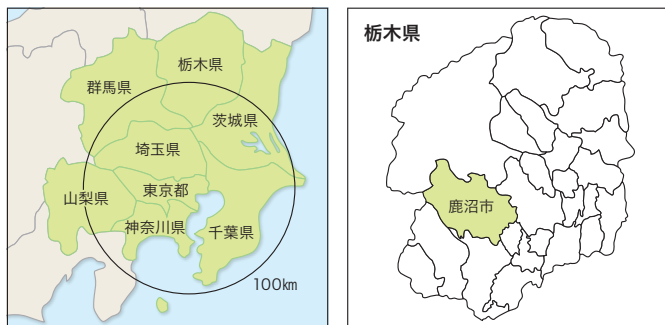 栃木県
群馬県
茨城県
埼玉県
山梨県
東京都
神奈川県
千葉県
100km
栃木県
鹿沼市